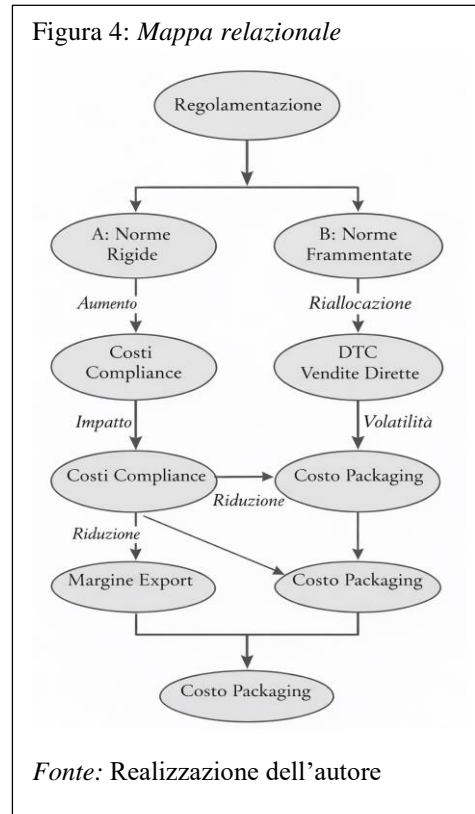 Figura 4: Mappa relazionale
Regolamentazione
A: Norme
Rigide
B: Norme
Frammentate
Aumento
Riallocazione
Costi
Compliance
DTC
Vendite Dirette
Impatto
Volatilità
Costi Compliance
Riduzione
Costo Packaging
Riduzione
Margine Export
Costo Packaging
Costo Packaging
Fonte: Realizzazione dell'autore